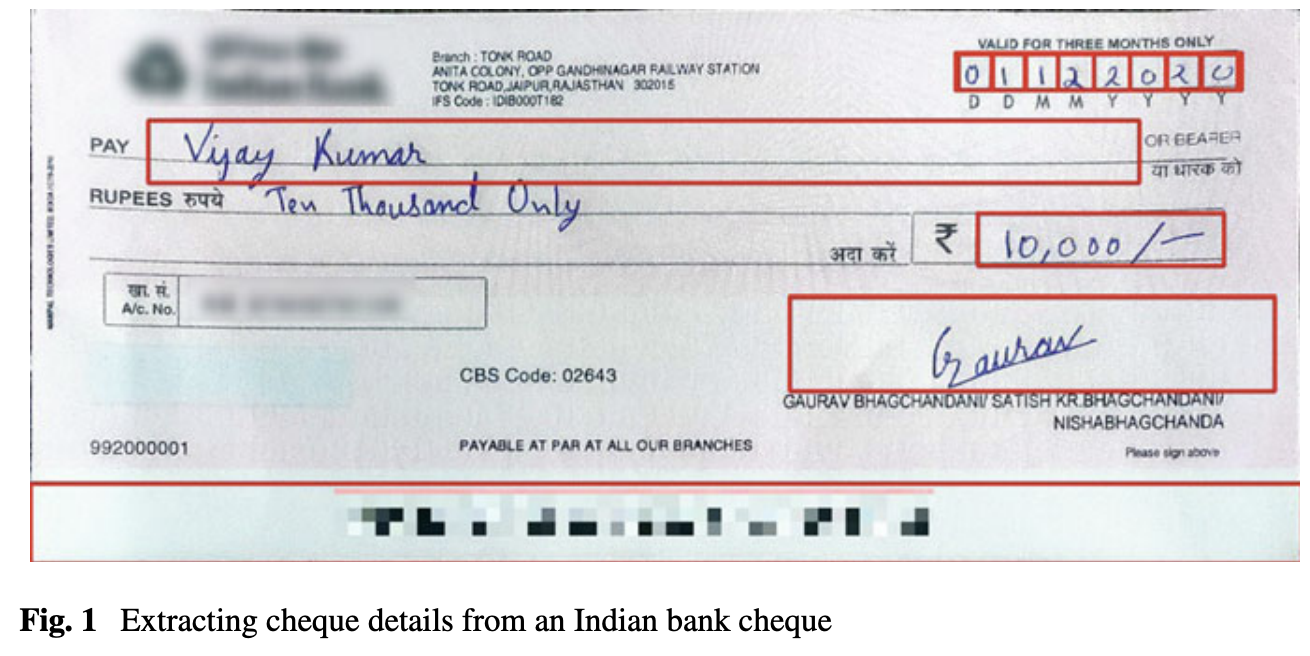 VALID FOR THREE MONTHS ONLY
0 1 1 2 2 0 2 0
D D M M Y Y Y Y
Branch : TONK ROAD
ANITA COLONY, OPP GANDHINAGAR RAILWAY STATION
TONK ROAD,JAIPUR,RAJASTHAN 302015
IFS Code : IDIB000T182
PAY Vijay Kumar OR BEARER
या धारक को
RUPEES रुपये Ten Thousand Only
अदा करें ₹ 10,000/-
खा. सं.
A/c. No.
Gaurav
CBS Code: 02643
GAURAV BHAGCHANDANI/ SATISH KR.BHAGCHANDANI/
NISHABHAGCHANDA
992000001 PAYABLE AT PAR AT ALL OUR BRANCHES
Please sign above
Fig. 1 Extracting cheque details from an Indian bank cheque